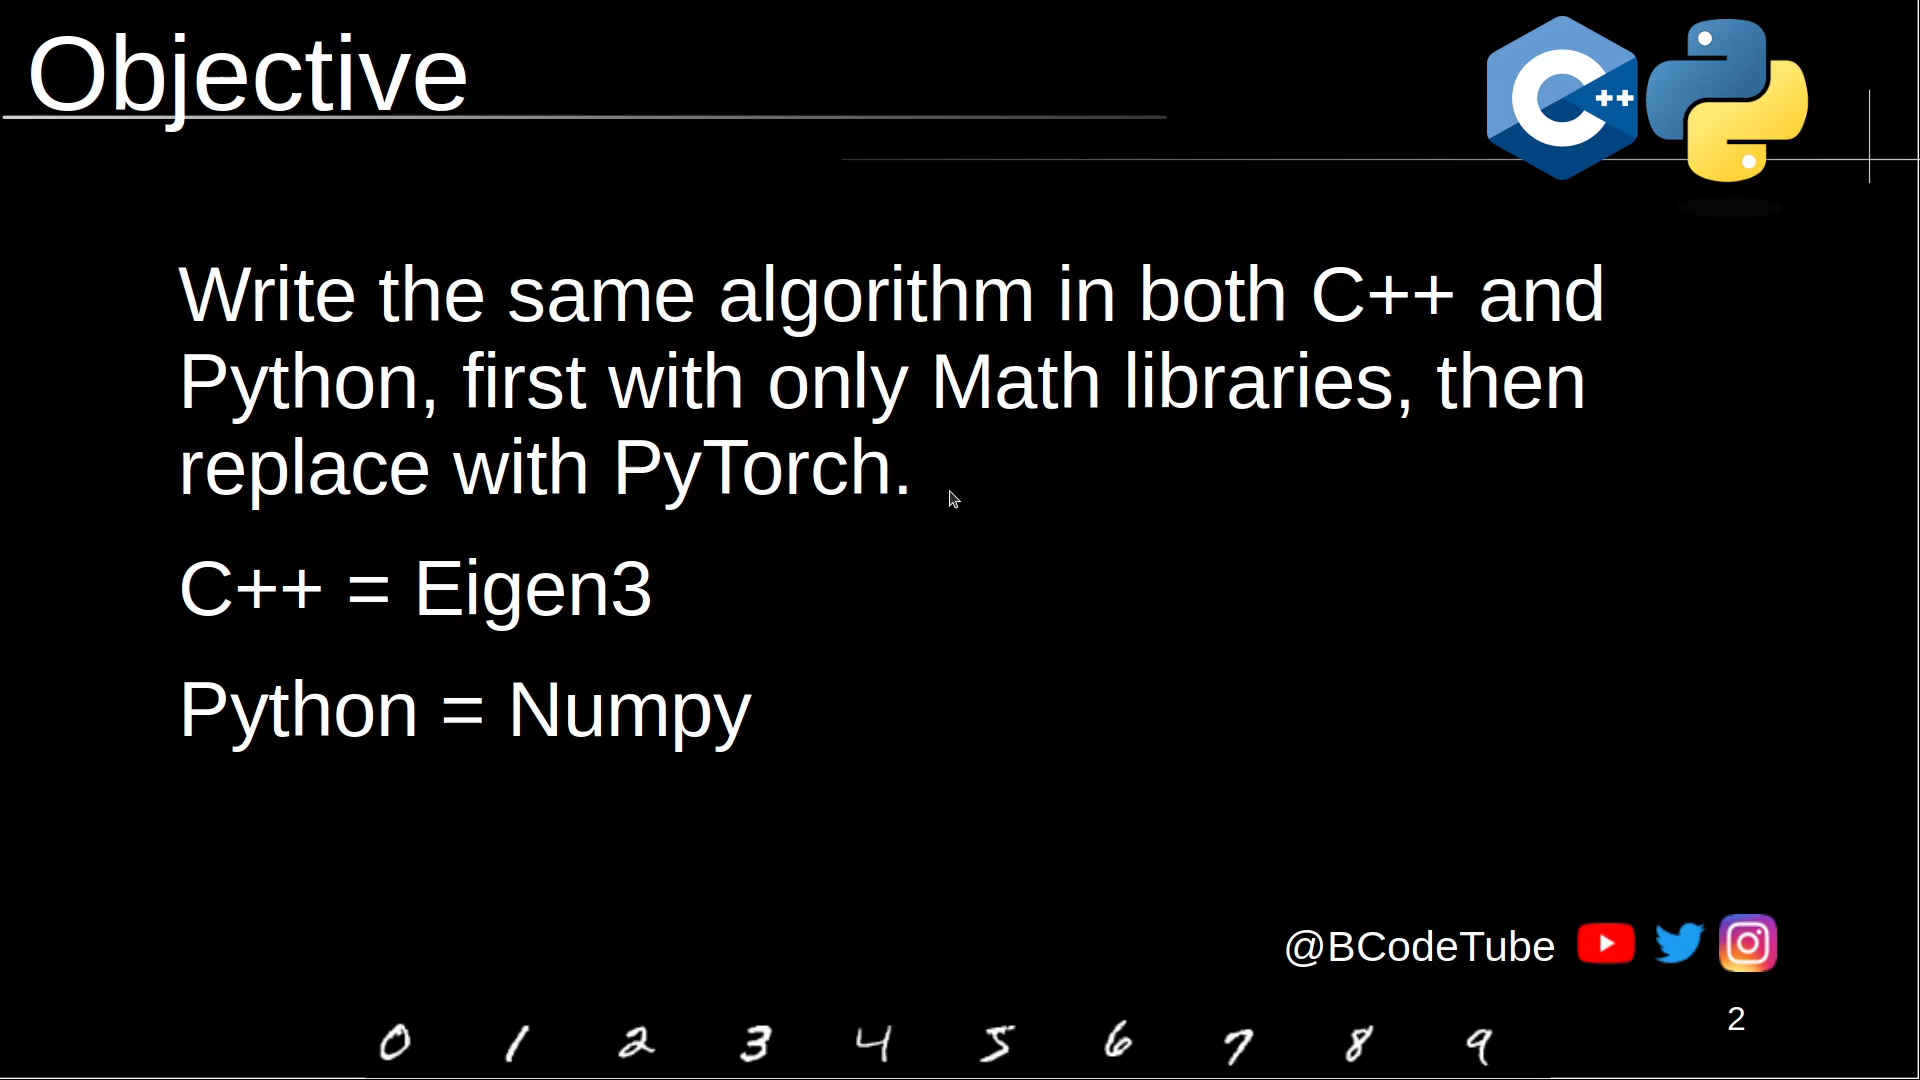 Objective
C++
Write the same algorithm in both C++ and
Python, first with only Math libraries, then
replace with PyTorch.
C++ = Eigen3
Python = Numpy
@BCodeTube
2
0 1 2 3 4 5 6 7 8 9